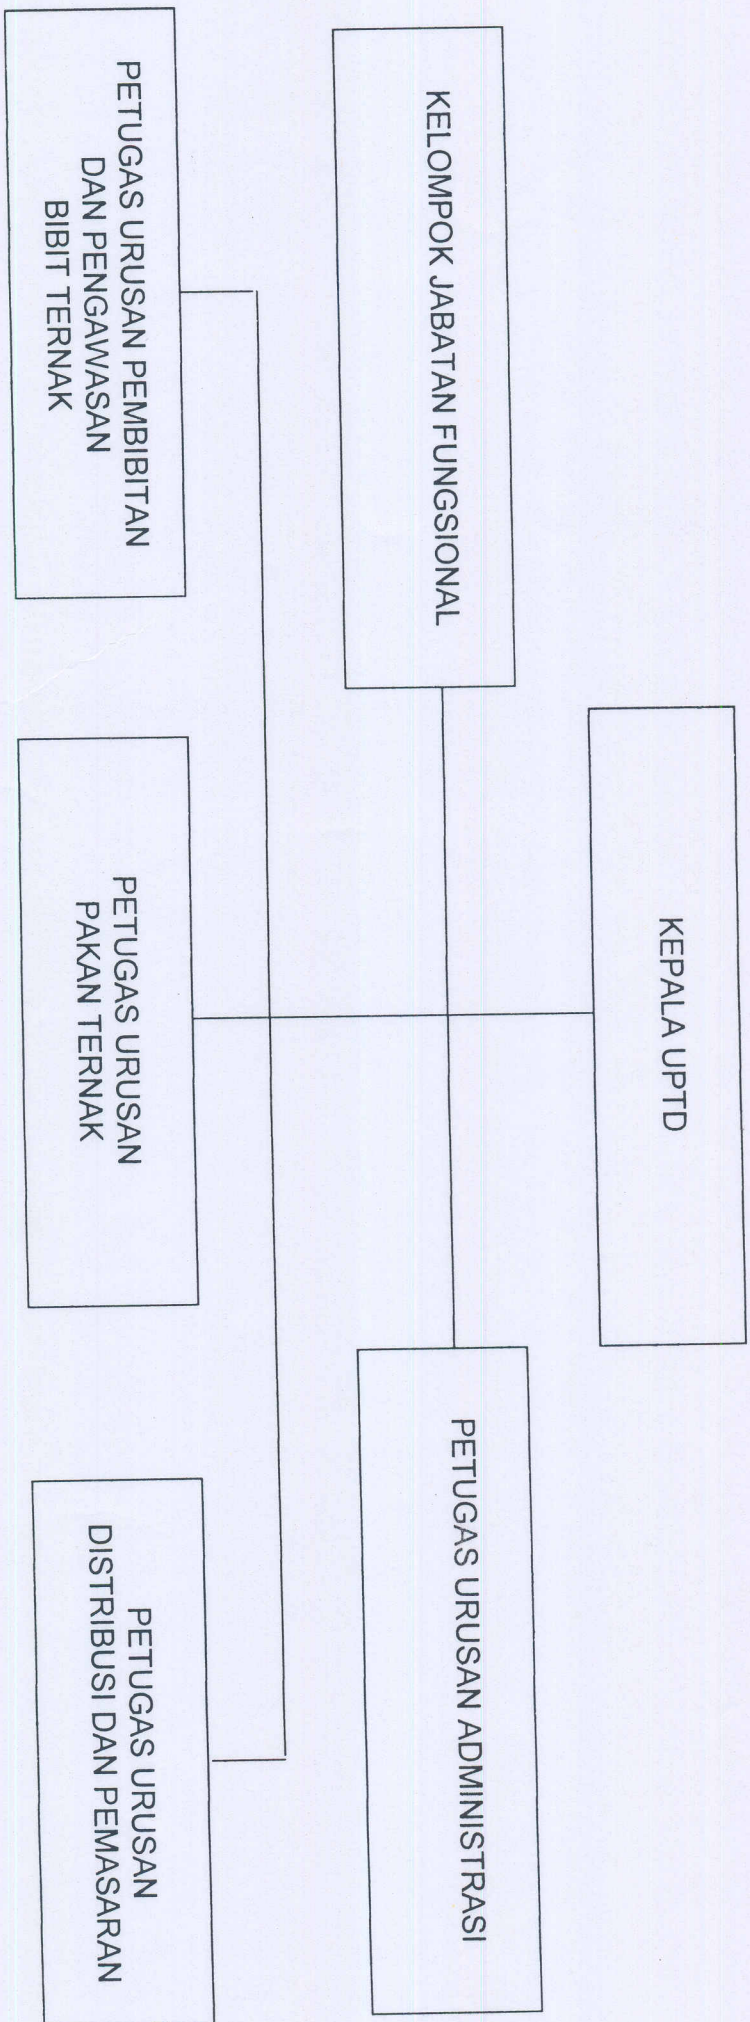 KEPALA UPTD
KELOMPOK JABATAN FUNGSIONAL
PETUGAS URUSAN ADMINISTRASI
PETUGAS URUSAN PEMBIBITAN
DAN PENGAWASAN
BIBIT TERNAK
PETUGAS URUSAN
PAKAN TERNAK
PETUGAS URUSAN
DISTRIBUSI DAN PEMASARAN